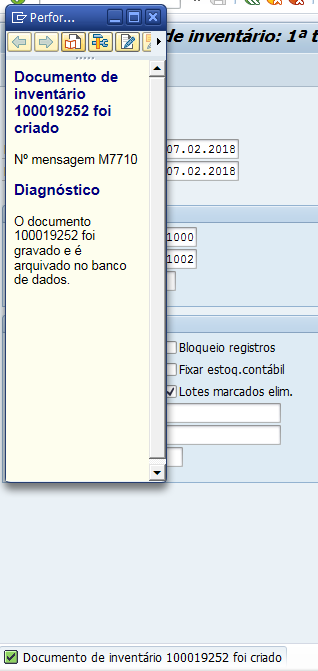 Perfor...
de inventário: 1ª t
Documento de
inventário
100019252 foi
criado
Nº mensagem M7710
Diagnóstico
O documento
100019252 foi
gravado e é
arquivado no banco
de dados.
07.02.2018
07.02.2018
1000
1002
Bloqueio registros
Fixar estoq.contábil
Lotes marcados elim.
Documento de inventário 100019252 foi criado